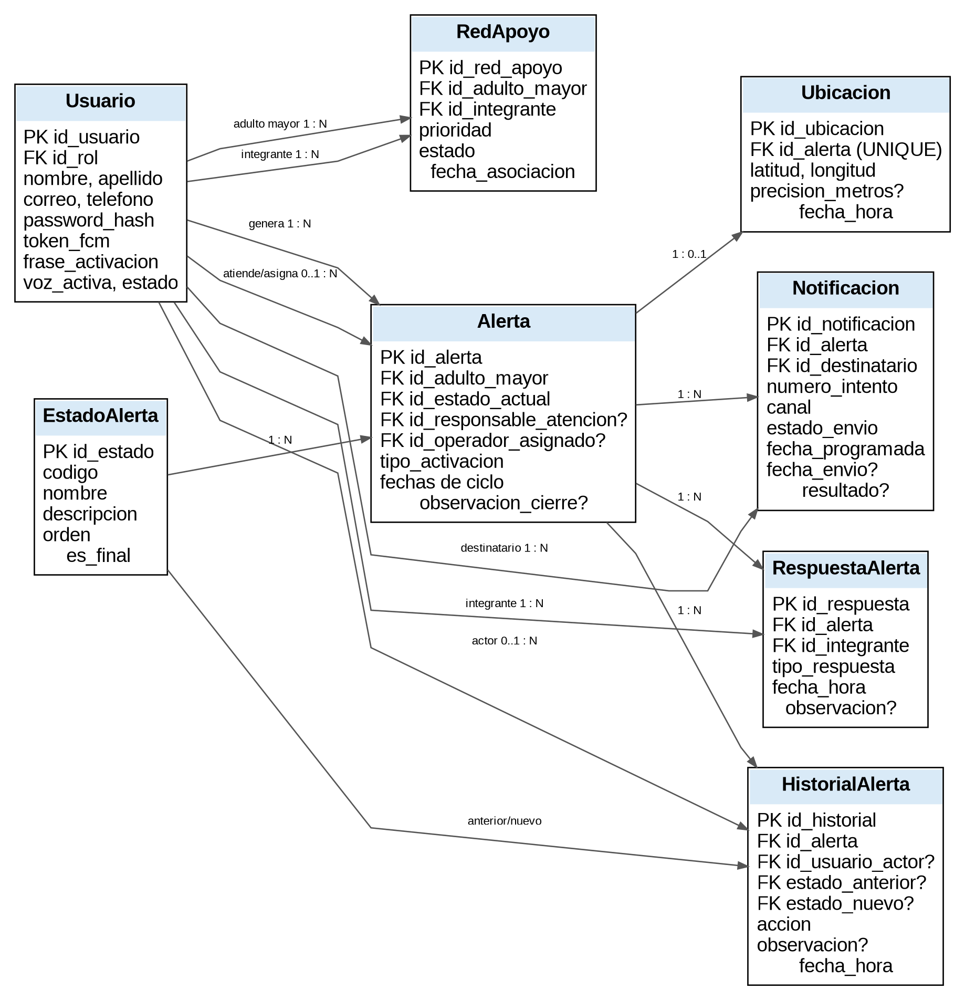 Usuario
PK id_usuario
FK id_rol
nombre, apellido
correo, telefono
password_hash
token_fcm
frase_activacion
voz_activa, estado
EstadoAlerta
PK id_estado
codigo
nombre
descripcion
orden
es_final
adulto mayor 1 : N
integrante 1 : N
genera 1 : N
atiende/asigna 0..1 : N
1 : N
RedApoyo
PK id_red_apoyo
FK id_adulto_mayor
FK id_integrante
prioridad
estado
fecha_asociacion
Alerta
PK id_alerta
FK id_adulto_mayor
FK id_estado_actual
FK id_responsable_atencion?
FK id_operador_asignado?
tipo_activacion
fechas de ciclo
observacion_cierre?
destinatario 1 : N
integrante 1 : N
actor 0..1 : N
anterior/nuevo
1 : 0..1
1 : N
1 : N
1 : N
Ubicacion
PK id_ubicacion
FK id_alerta (UNIQUE)
latitud, longitud
precision_metros?
fecha_hora
Notificacion
PK id_notificacion
FK id_alerta
FK id_destinatario
numero_intento
canal
estado_envio
fecha_programada
fecha_envio?
resultado?
RespuestaAlerta
PK id_respuesta
FK id_alerta
FK id_integrante
tipo_respuesta
fecha_hora
observacion?
HistorialAlerta
PK id_historial
FK id_alerta
FK id_usuario_actor?
FK estado_anterior?
FK estado_nuevo?
accion
observacion?
fecha_hora